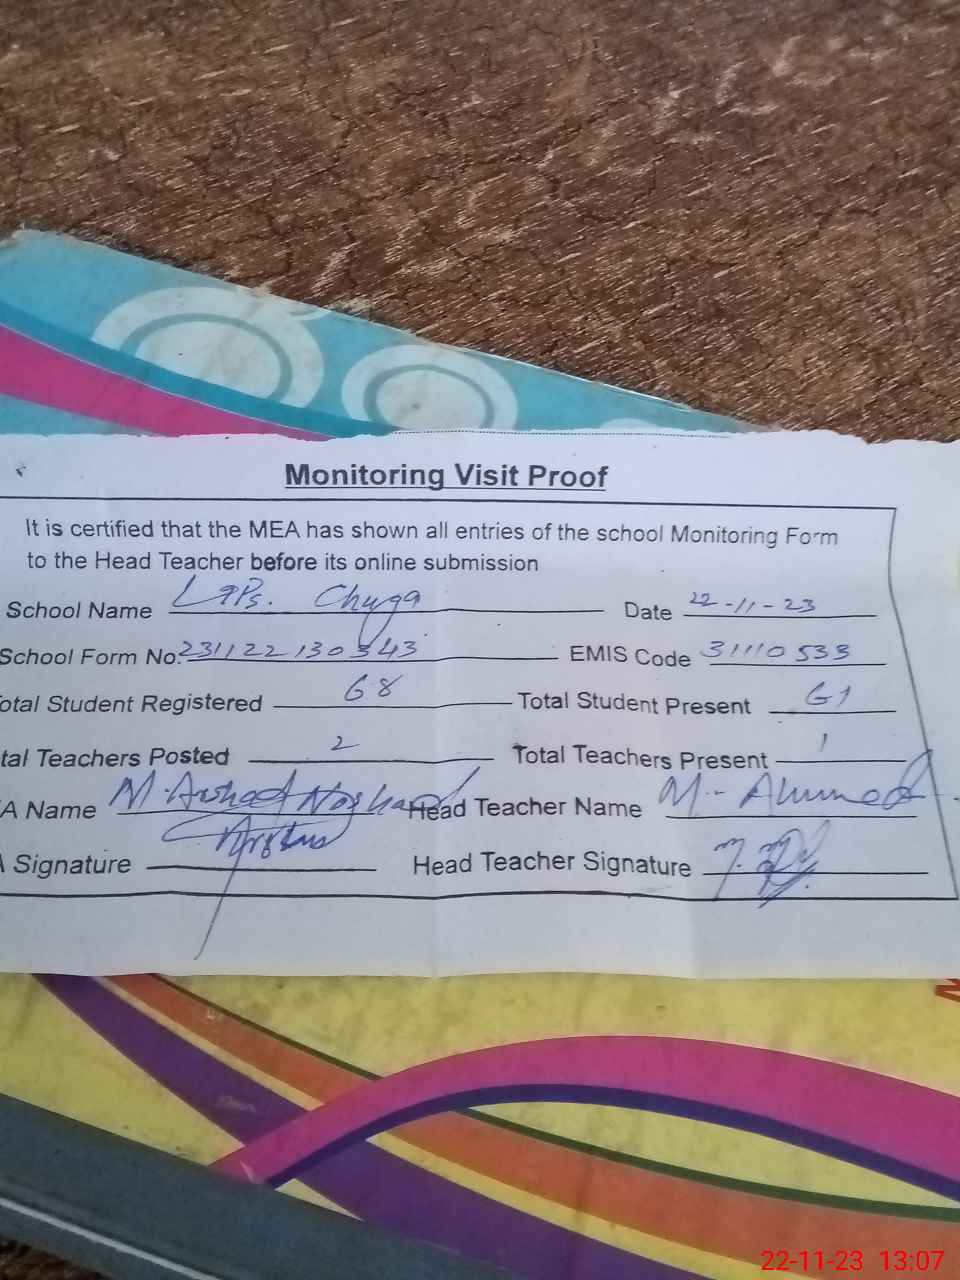 Monitoring Visit Proof
It is certified that the MEA has shown all entries of the school Monitoring Form
to the Head Teacher before its online submission
School Name GPS. Chuga Date 22-11-23
School Form No. 231122130343 EMIS Code 31110533
otal Student Registered 68 Total Student Present 61
tal Teachers Posted 2 Total Teachers Present 1
A Name M. Arshad Head Teacher Name M. Ahmed
Signature Head Teacher Signature
22-11-23 13:07